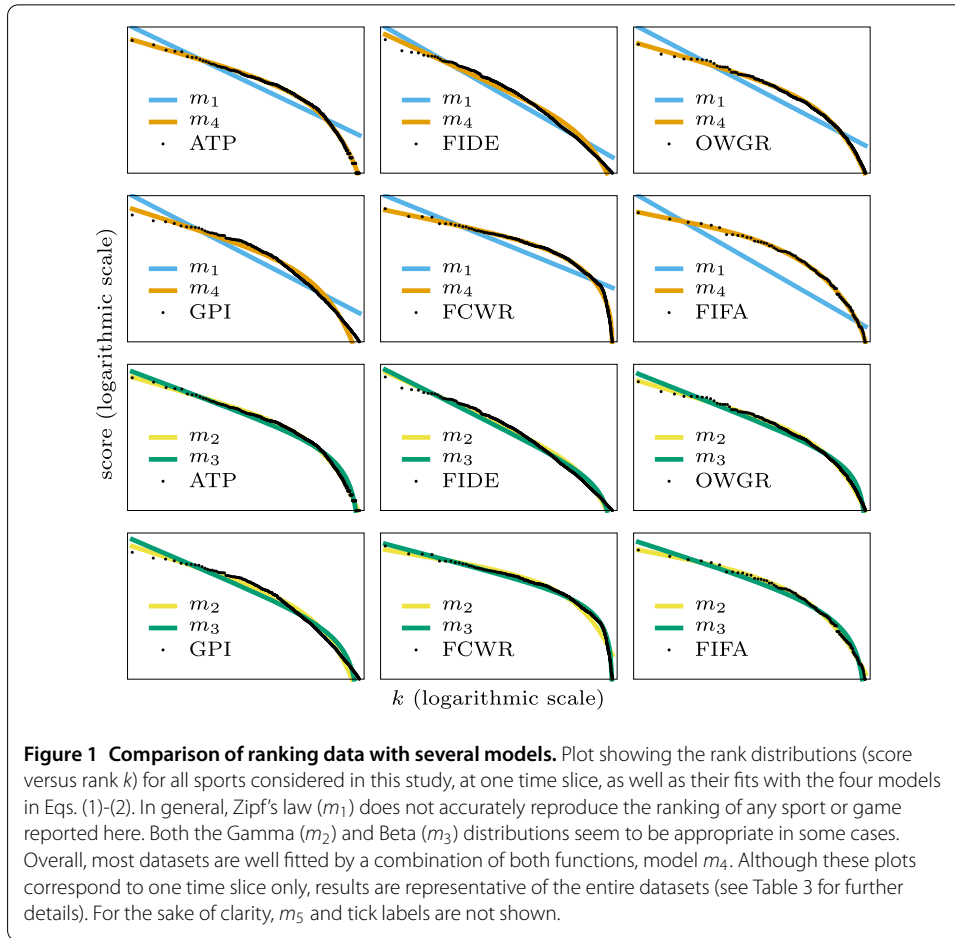 m₁
m₄
ATP
m₁
m₄
FIDE
m₁
m₄
OWGR
m₁
m₄
GPI
m₁
m₄
FCWR
m₁
m₄
FIFA
score (logarithmic scale)
m₂
m₃
ATP
m₂
m₃
FIDE
m₂
m₃
OWGR
m₂
m₃
GPI
m₂
m₃
FCWR
m₂
m₃
FIFA
k (logarithmic scale)
Figure 1 Comparison of ranking data with several models. Plot showing the rank distributions (score
versus rank k) for all sports considered in this study, at one time slice, as well as their fits with the four models
in Eqs. (1)-(2). In general, Zipf's law (m₁) does not accurately reproduce the ranking of any sport or game
reported here. Both the Gamma (m₂) and Beta (m₃) distributions seem to be appropriate in some cases.
Overall, most datasets are well fitted by a combination of both functions, model m₄. Although these plots
correspond to one time slice only, results are representative of the entire datasets (see Table 3 for further
details). For the sake of clarity, m₅ and tick labels are not shown.